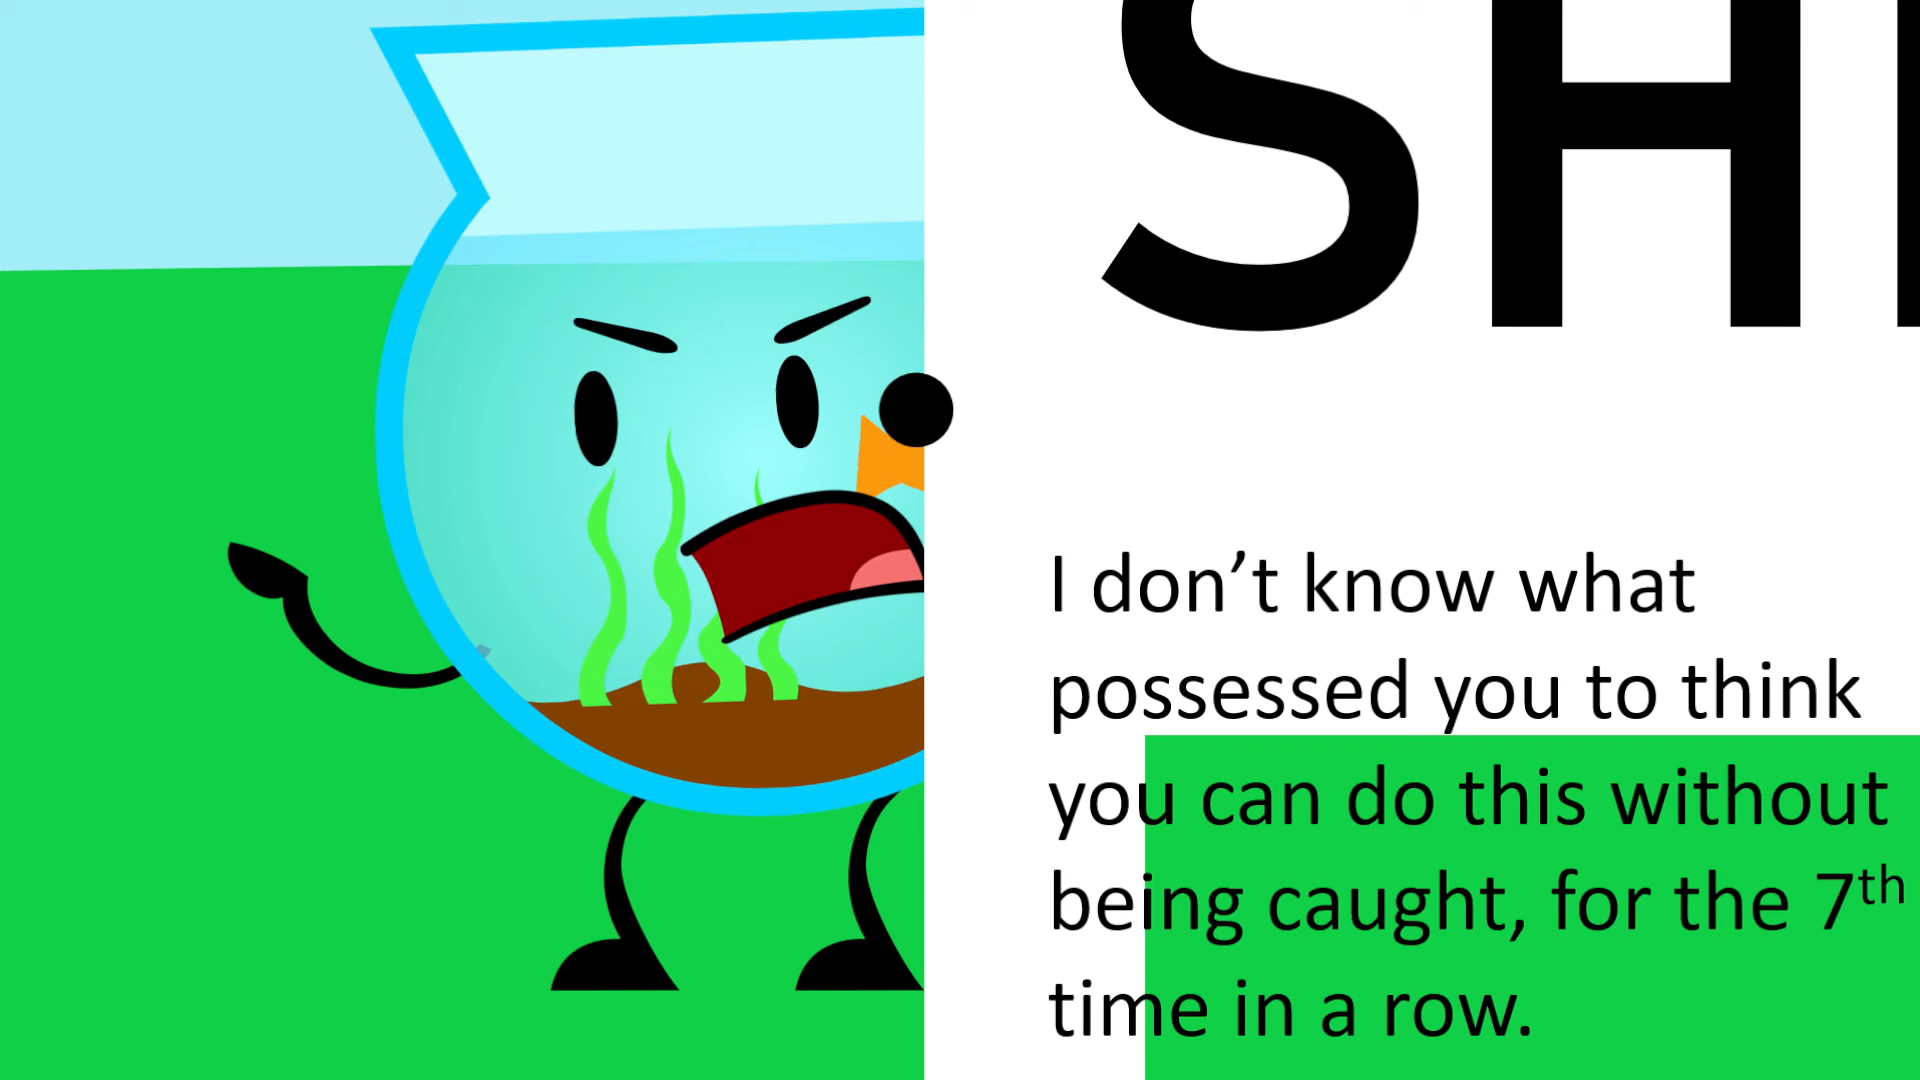 SH
I don’t know what
possessed you to think
you can do this without
being caught, for the 7th
time in a row.